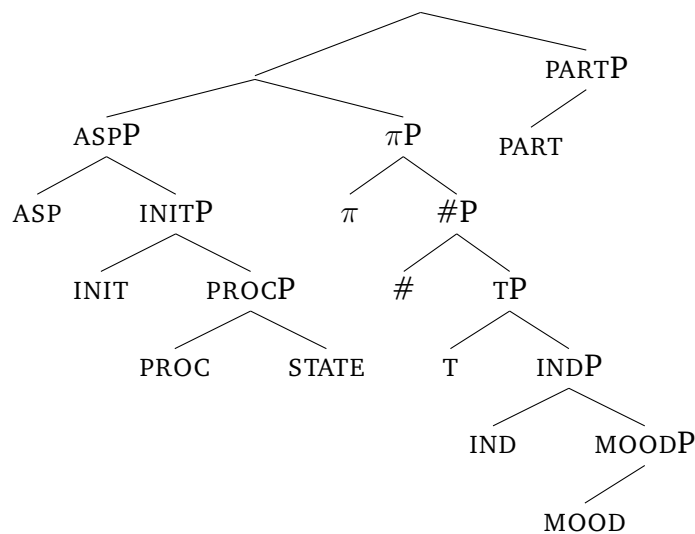 PARTP
ASPP πP PART
ASP INITP π #P
INIT PROCP # TP
PROC STATE T INDP
IND MOODP
MOOD